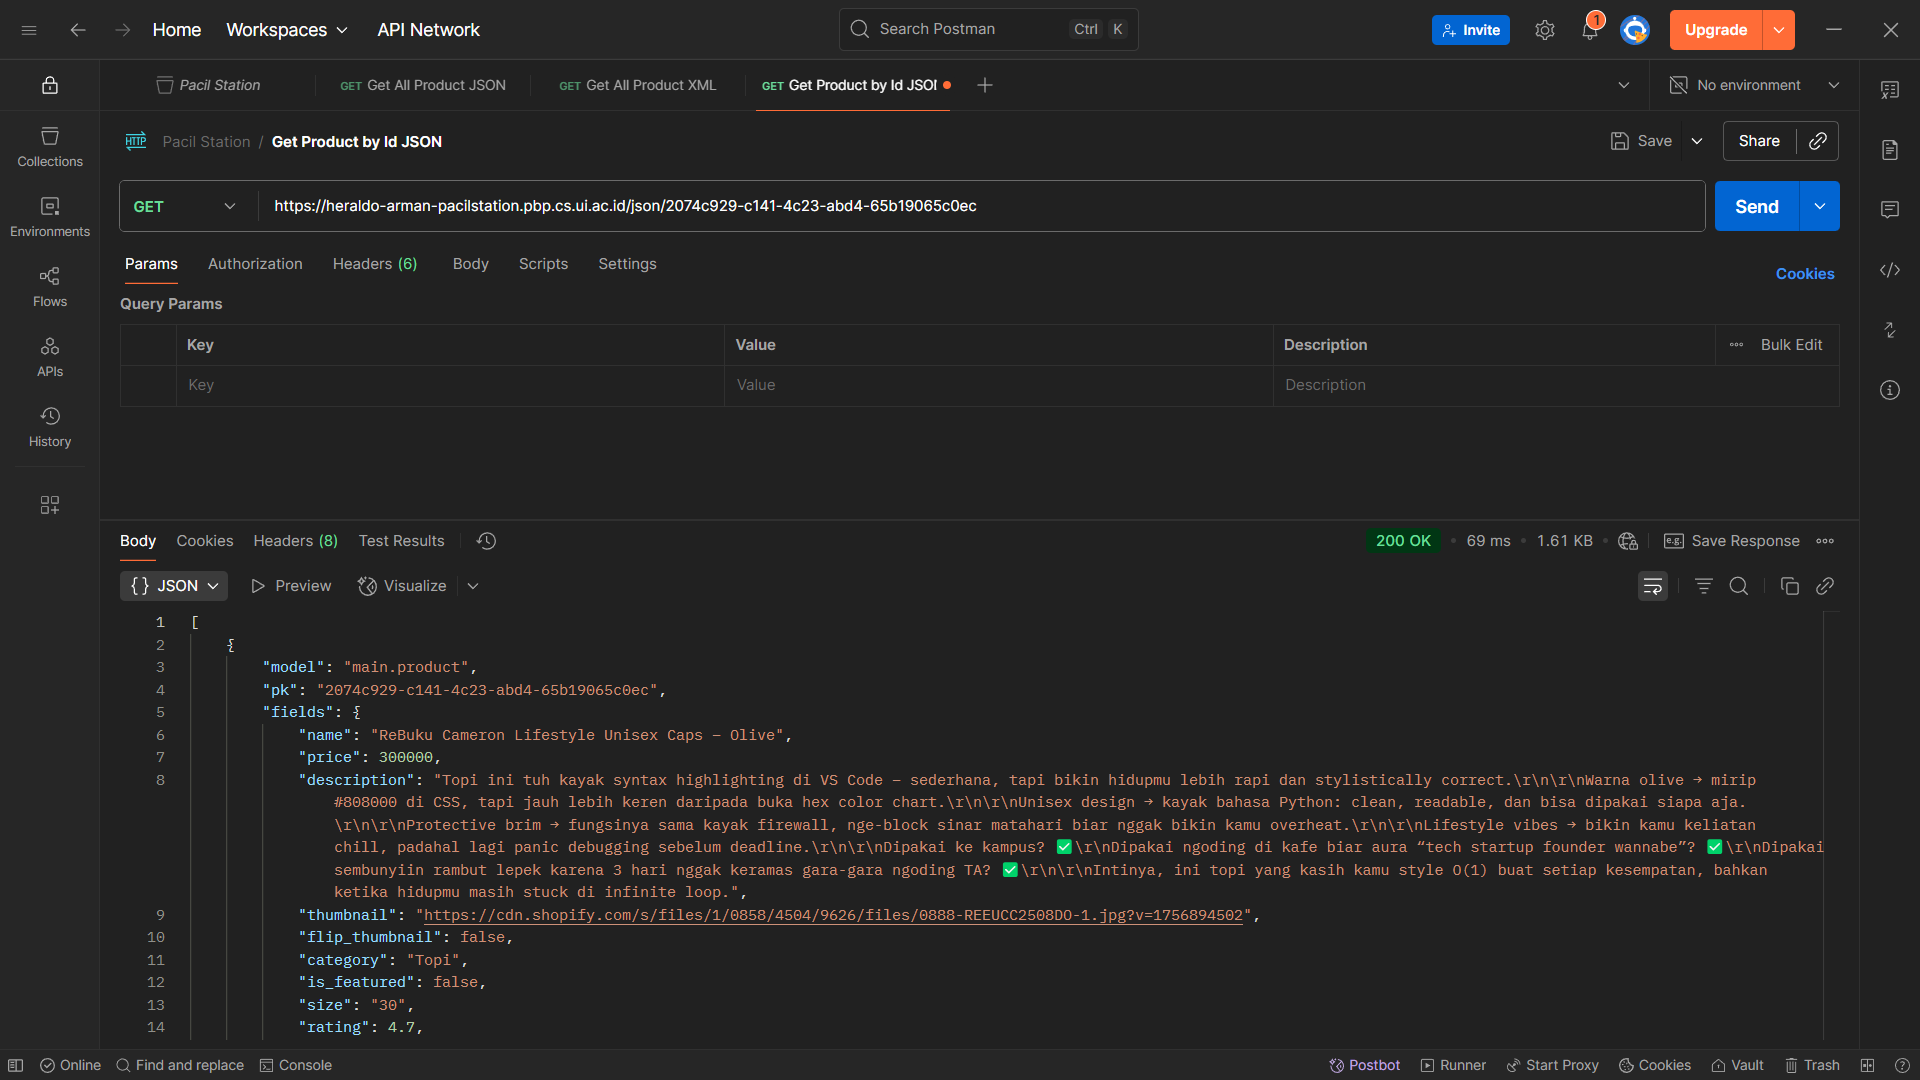 Home
Workspaces
API Network
Search Postman
Ctrl
K
Invite
1
Upgrade
Pacil Station
GET Get All Product JSON
GET Get All Product XML
GET Get Product by Id JSO
No environment
Collections
Environments
Flows
APIs
History
HTTP
Pacil Station / Get Product by Id JSON
Save
Share
GET
https://heraldo-arman-pacilstation.pbp.cs.ui.ac.id/json/2074c929-c141-4c23-abd4-65b19065c0ec
Send
Params
Authorization
Headers (6)
Body
Scripts
Settings
Cookies
Query Params
Key
Value
Description
Bulk Edit
Key
Value
Description
Body
Cookies
Headers (8)
Test Results
200 OK
69 ms
1.61 KB
e.g.
Save Response
{} JSON
Preview
Visualize
1 [
2 {
3 "model": "main.product",
4 "pk": "2074c929-c141-4c23-abd4-65b19065c0ec",
5 "fields": {
6 "name": "ReBuku Cameron Lifestyle Unisex Caps – Olive",
7 "price": 300000,
8 "description": "Topi ini tuh kayak syntax highlighting di VS Code – sederhana, tapi bikin hidupmu lebih rapi dan stylistically correct.\r\n\r\nWarna olive → mirip
#808000 di CSS, tapi jauh lebih keren daripada buka hex color chart.\r\n\r\nUnisex design → kayak bahasa Python: clean, readable, dan bisa dipakai siapa aja.
\r\n\r\nProtective brim → fungsinya sama kayak firewall, nge-block sinar matahari biar nggak bikin kamu overheat.\r\n\r\nLifestyle vibes → bikin kamu keliatan
chill, padahal lagi panic debugging sebelum deadline.\r\n\r\nDipakai ke kampus? ✅\r\nDipakai ngoding di kafe biar aura “tech startup founder wannabe”? ✅\r\nDipakai
sembunyiin rambut lepek karena 3 hari nggak keramas gara-gara ngoding TA? ✅\r\n\r\nIntinya, ini topi yang kasih kamu style O(1) buat setiap kesempatan, bahkan
ketika hidupmu masih stuck di infinite loop.",
9 "thumbnail": "https://cdn.shopify.com/s/files/1/0858/4504/9626/files/0888-REEUCC2508DO-1.jpg?v=1756894502",
10 "flip_thumbnail": false,
11 "category": "Topi",
12 "is_featured": false,
13 "size": "30",
14 "rating": 4.7,
Online
Find and replace
Console
Postbot
Runner
Start Proxy
Cookies
Vault
Trash